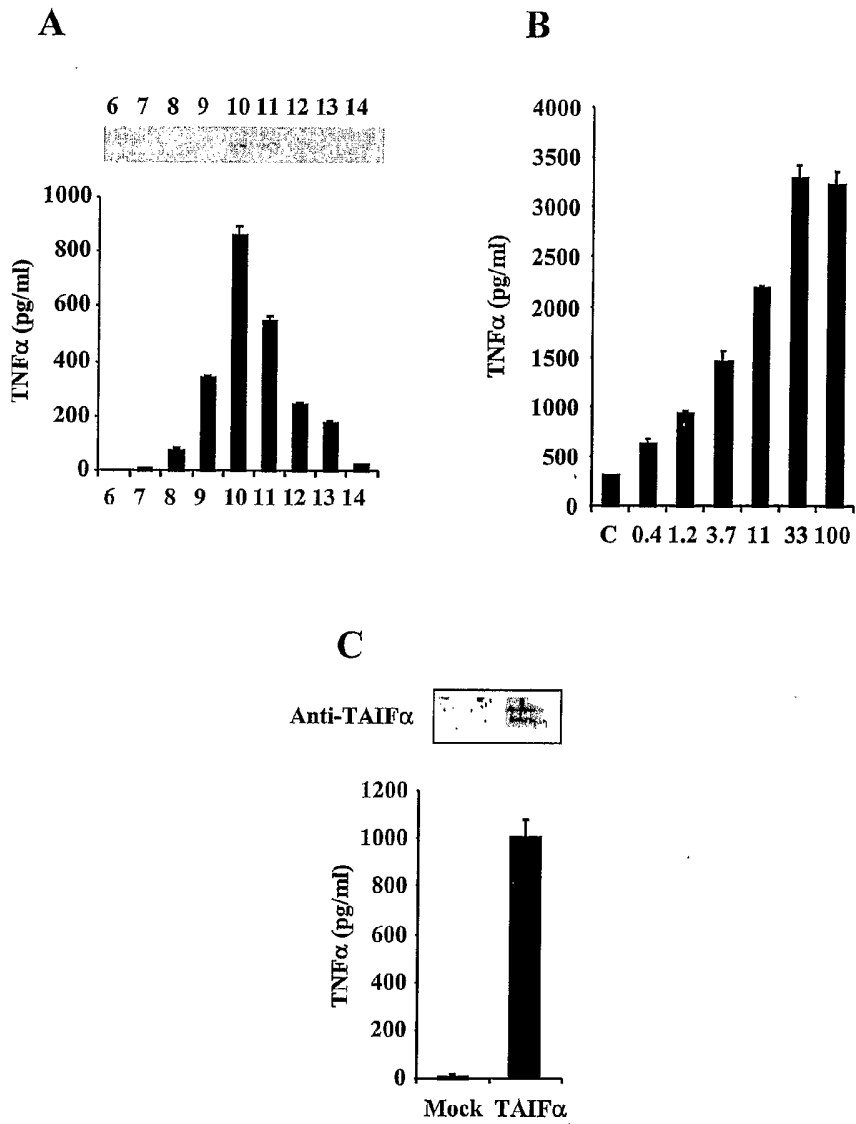 A
6 7 8 9 10 11 12 13 14
1000
800
600
400
200
0
TNFα (pg/ml)
6 7 8 9 10 11 12 13 14
B
4000
3500
3000
2500
2000
1500
1000
500
0
TNFα (pg/ml)
C 0.4 1.2 3.7 11 33 100
C
Anti-TAIFα
1200
1000
800
600
400
200
0
TNFα (pg/ml)
Mock TAIFα